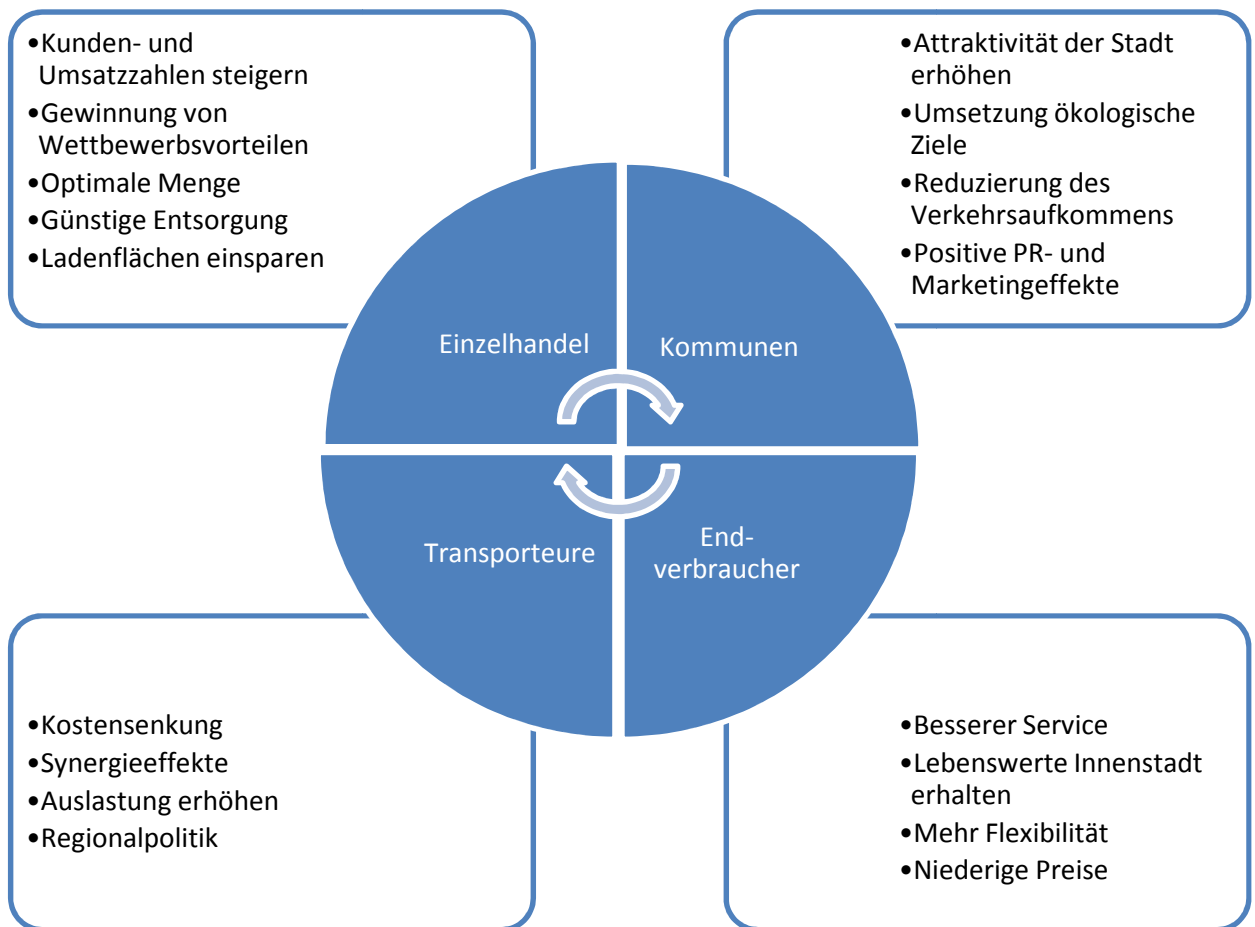 •Kunden- und
Umsatzzahlen steigern
•Gewinnung von
Wettbewerbsvorteilen
•Optimale Menge
•Günstige Entsorgung
•Ladenflächen einsparen
•Attraktivität der Stadt
erhöhen
•Umsetzung ökologische
Ziele
•Reduzierung des
Verkehrsaufkommens
•Positive PR- und
Marketingeffekte
Einzelhandel
Kommunen
Transporteure
End-
verbraucher
•Kostensenkung
•Synergieeffekte
•Auslastung erhöhen
•Regionalpolitik
•Besserer Service
•Lebenswerte Innenstadt
erhalten
•Mehr Flexibilität
•Niederige Preise